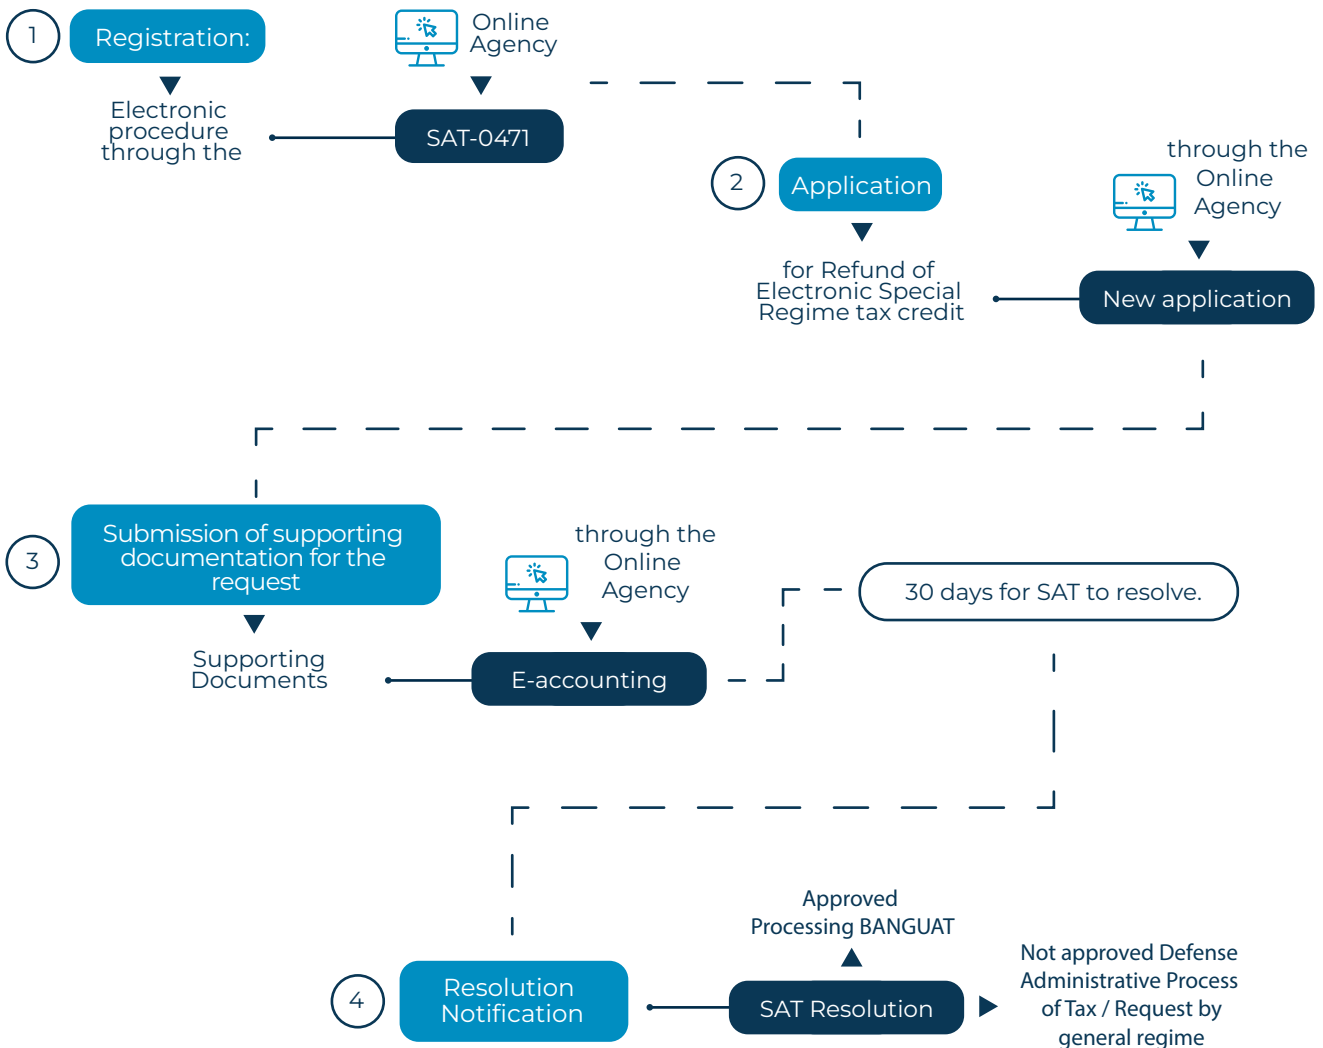 1
Registration:
Online
Agency
Electronic
procedure
through the
SAT-0471
2
Application
through the
Online
Agency
for Refund of
Electronic Special
Regime tax credit
New application
3
Submission of supporting
documentation for the
request
through the
Online
Agency
30 days for SAT to resolve.
Supporting
Documents
E-accounting
4
Resolution
Notification
SAT Resolution
Approved
Processing BANGUAT
Not approved Defense
Administrative Process
of Tax / Request by
general regime